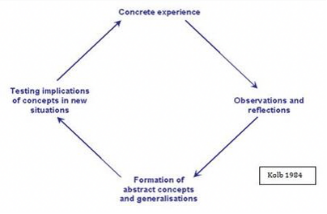 Concrete experience
Testing implications
of concepts in new
situations
Observations and
reflections
Formation of
abstract concepts
and generalisations
Kolb 1984